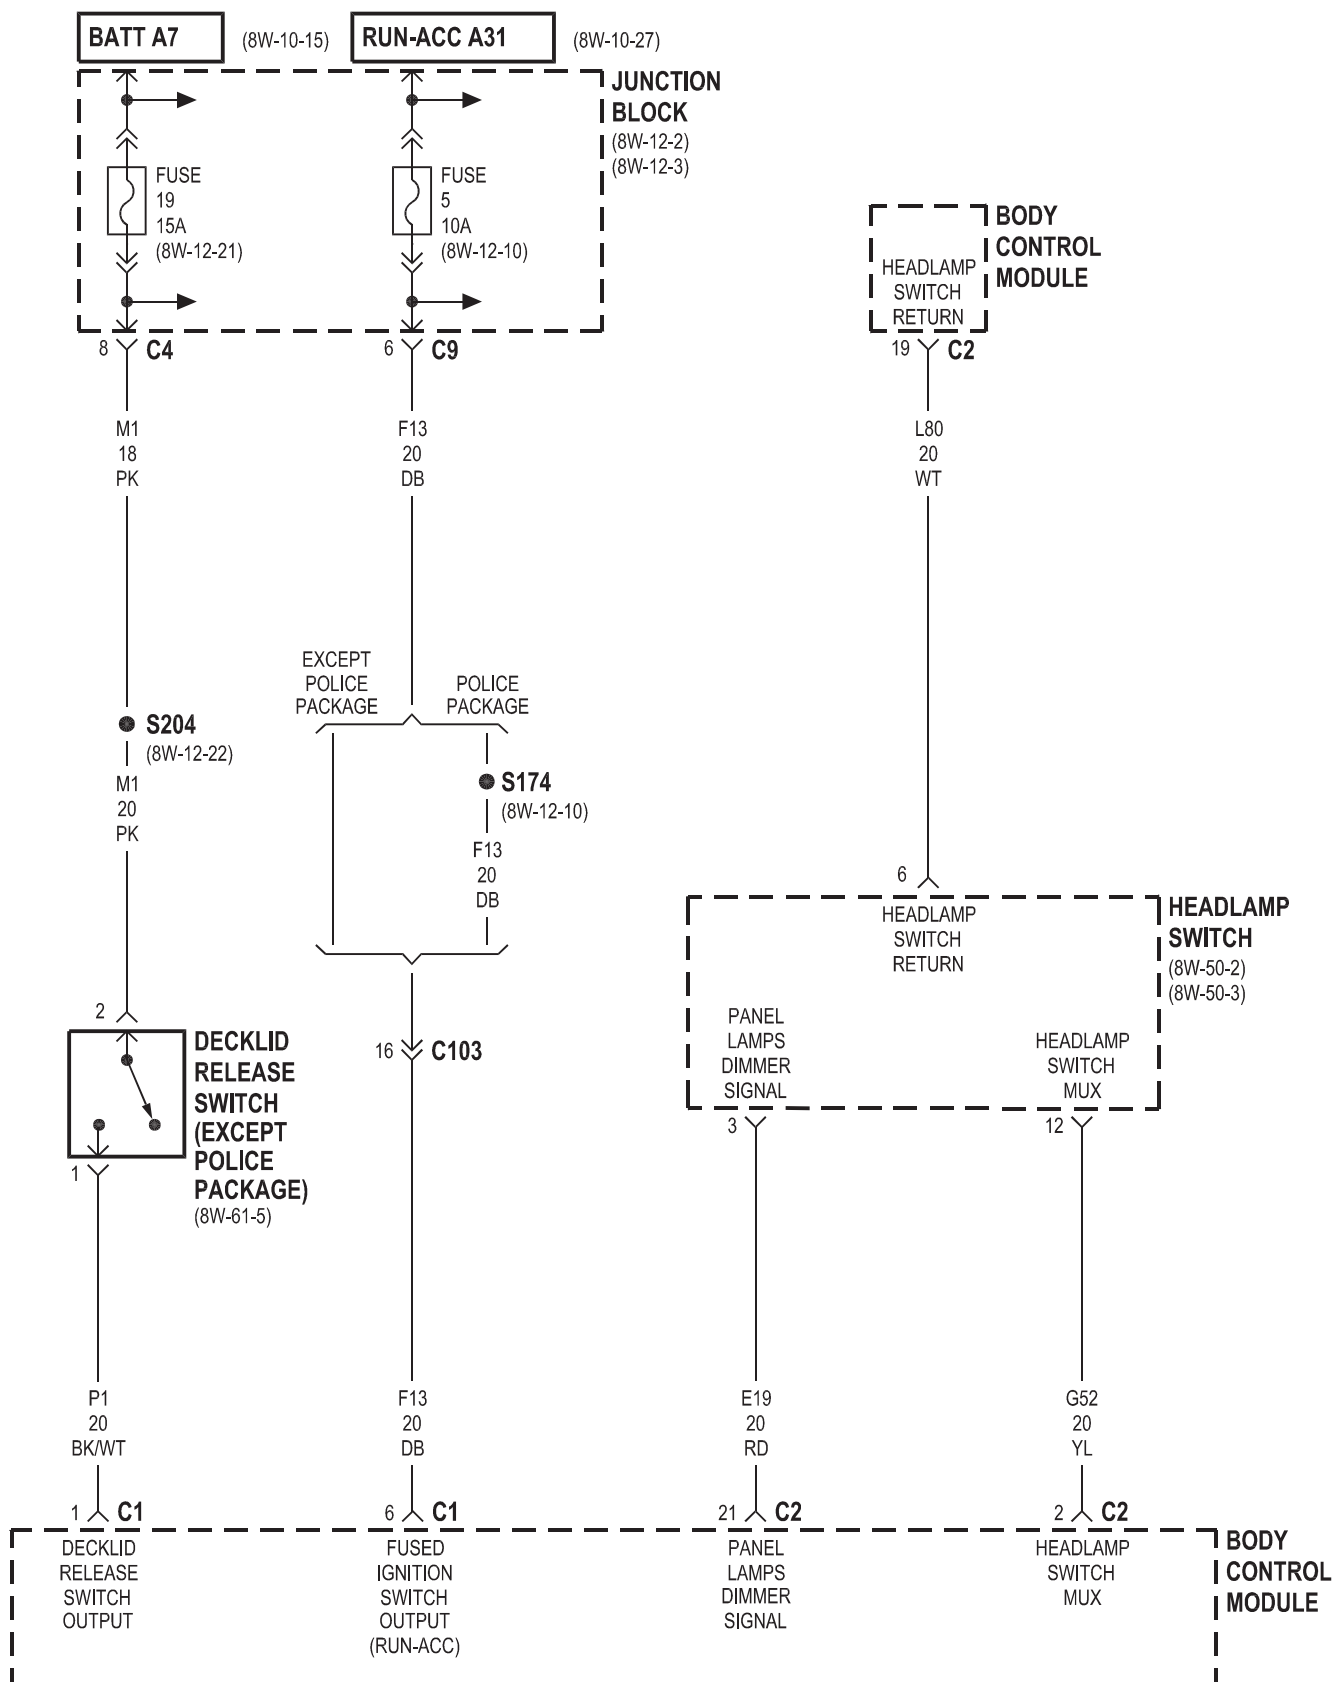 BATT A7
(8W-10-15)
RUN-ACC A31
(8W-10-27)
JUNCTION
BLOCK
(8W-12-2)
(8W-12-3)
FUSE
19
15A
(8W-12-21)
FUSE
5
10A
(8W-12-10)
BODY
CONTROL
MODULE
HEADLAMP
SWITCH
RETURN
8
C4
6
C9
19
C2
M1
18
PK
F13
20
DB
L80
20
WT
EXCEPT
POLICE
PACKAGE
POLICE
PACKAGE
S204
(8W-12-22)
M1
20
PK
S174
(8W-12-10)
F13
20
DB
6
HEADLAMP
SWITCH
RETURN
HEADLAMP
SWITCH
(8W-50-2)
(8W-50-3)
PANEL
LAMPS
DIMMER
SIGNAL
HEADLAMP
SWITCH
MUX
2
DECKLID
RELEASE
SWITCH
(EXCEPT
POLICE
PACKAGE)
(8W-61-5)
16
C103
3
12
1
P1
20
BK/WT
F13
20
DB
E19
20
RD
G52
20
YL
1
C1
6
C1
21
C2
2
C2
DECKLID
RELEASE
SWITCH
OUTPUT
FUSED
IGNITION
SWITCH
OUTPUT
(RUN-ACC)
PANEL
LAMPS
DIMMER
SIGNAL
HEADLAMP
SWITCH
MUX
BODY
CONTROL
MODULE